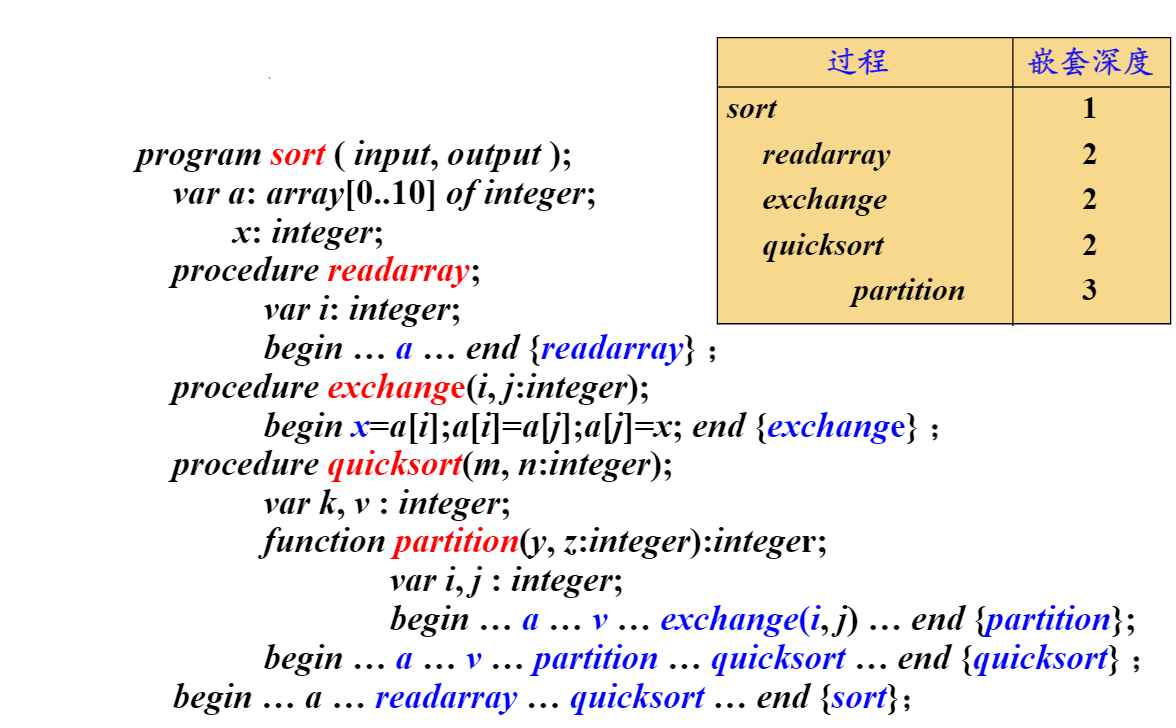 过程 嵌套深度
sort 1
readarray 2
exchange 2
quicksort 2
partition 3
program sort ( input, output );
var a: array[0..10] of integer;
x: integer;
procedure readarray;
var i: integer;
begin … a … end {readarray} ；
procedure exchange(i, j:integer);
begin x=a[i];a[i]=a[j];a[j]=x; end {exchange} ；
procedure quicksort(m, n:integer);
var k, v : integer;
function partition(y, z:integer):integer;
var i, j : integer;
begin … a … v … exchange(i, j) … end {partition};
begin … a … v … partition … quicksort … end {quicksort} ；
begin … a … readarray … quicksort … end {sort}；